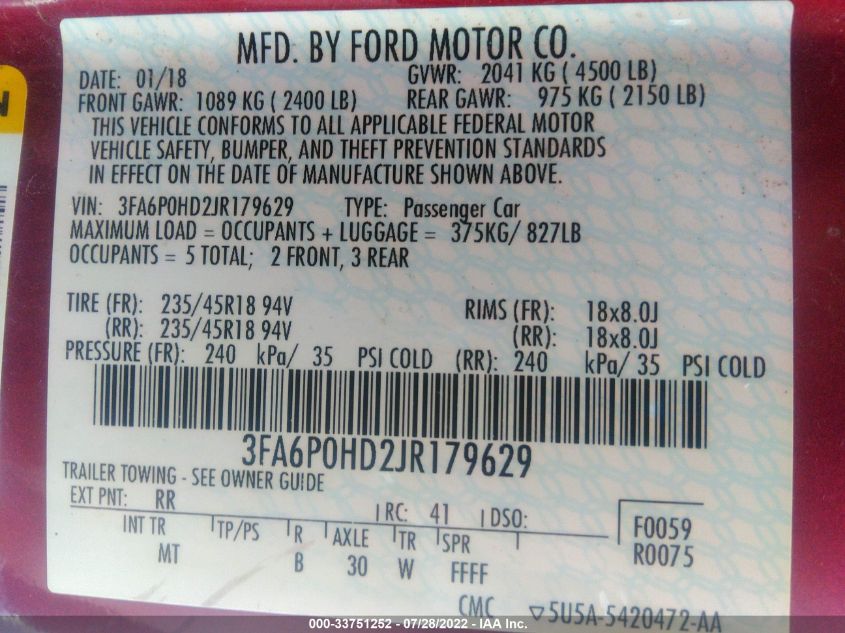 MFD. BY FORD MOTOR CO.
DATE: 01/18 GVWR: 2041 KG ( 4500 LB)
FRONT GAWR: 1089 KG ( 2400 LB) REAR GAWR: 975 KG ( 2150 LB)
THIS VEHICLE CONFORMS TO ALL APPLICABLE FEDERAL MOTOR
VEHICLE SAFETY, BUMPER, AND THEFT PREVENTION STANDARDS
IN EFFECT ON THE DATE OF MANUFACTURE SHOWN ABOVE.
VIN: 3FA6P0HD2JR179629 TYPE: Passenger Car
MAXIMUM LOAD = OCCUPANTS + LUGGAGE = 375KG/ 827LB
OCCUPANTS = 5 TOTAL; 2 FRONT, 3 REAR
TIRE (FR): 235/45R18 94V RIMS (FR): 18x8.0J
(RR): 235/45R18 94V (RR): 18x8.0J
PRESSURE (FR): 240 kPa/ 35 PSI COLD (RR): 240 kPa/ 35 PSI COLD
3FA6P0HD2JR179629
TRAILER TOWING - SEE OWNER GUIDE
EXT PNT: RR RC: 41 DSO: F0059
INT TR TP/PS R AXLE TR SPR R0075
MT B 30 W FFFF
CMC ▽5U5A-5420472-AA
000-33751252 - 07/28/2022 - IAA Inc.